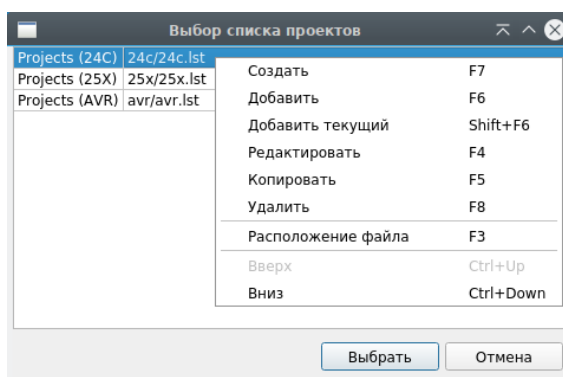 Выбор списка проектов
Projects (24C) 24c/24c.lst
Projects (25X) 25x/25x.lst
Projects (AVR) avr/avr.lst
Создать F7
Добавить F6
Добавить текущий Shift+F6
Редактировать F4
Копировать F5
Удалить F8
Расположение файла F3
Вверх Ctrl+Up
Вниз Ctrl+Down
Выбрать Отмена